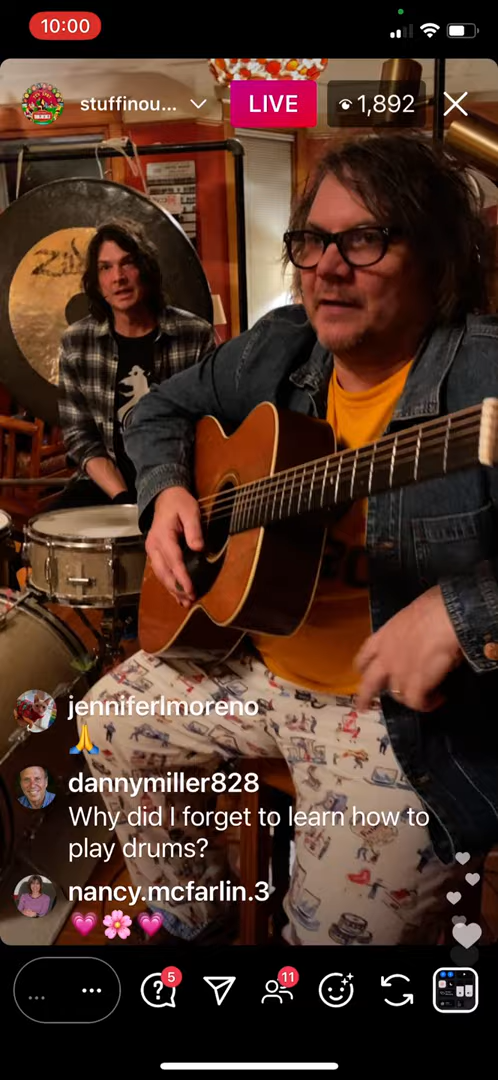 10:00
stuffinou...
LIVE
1,892
jenniferlmoreno
🙏
dannymiller828
Why did I forget to learn how to
play drums?
nancy.mcfarlin.3
💗🌸💗
5
11